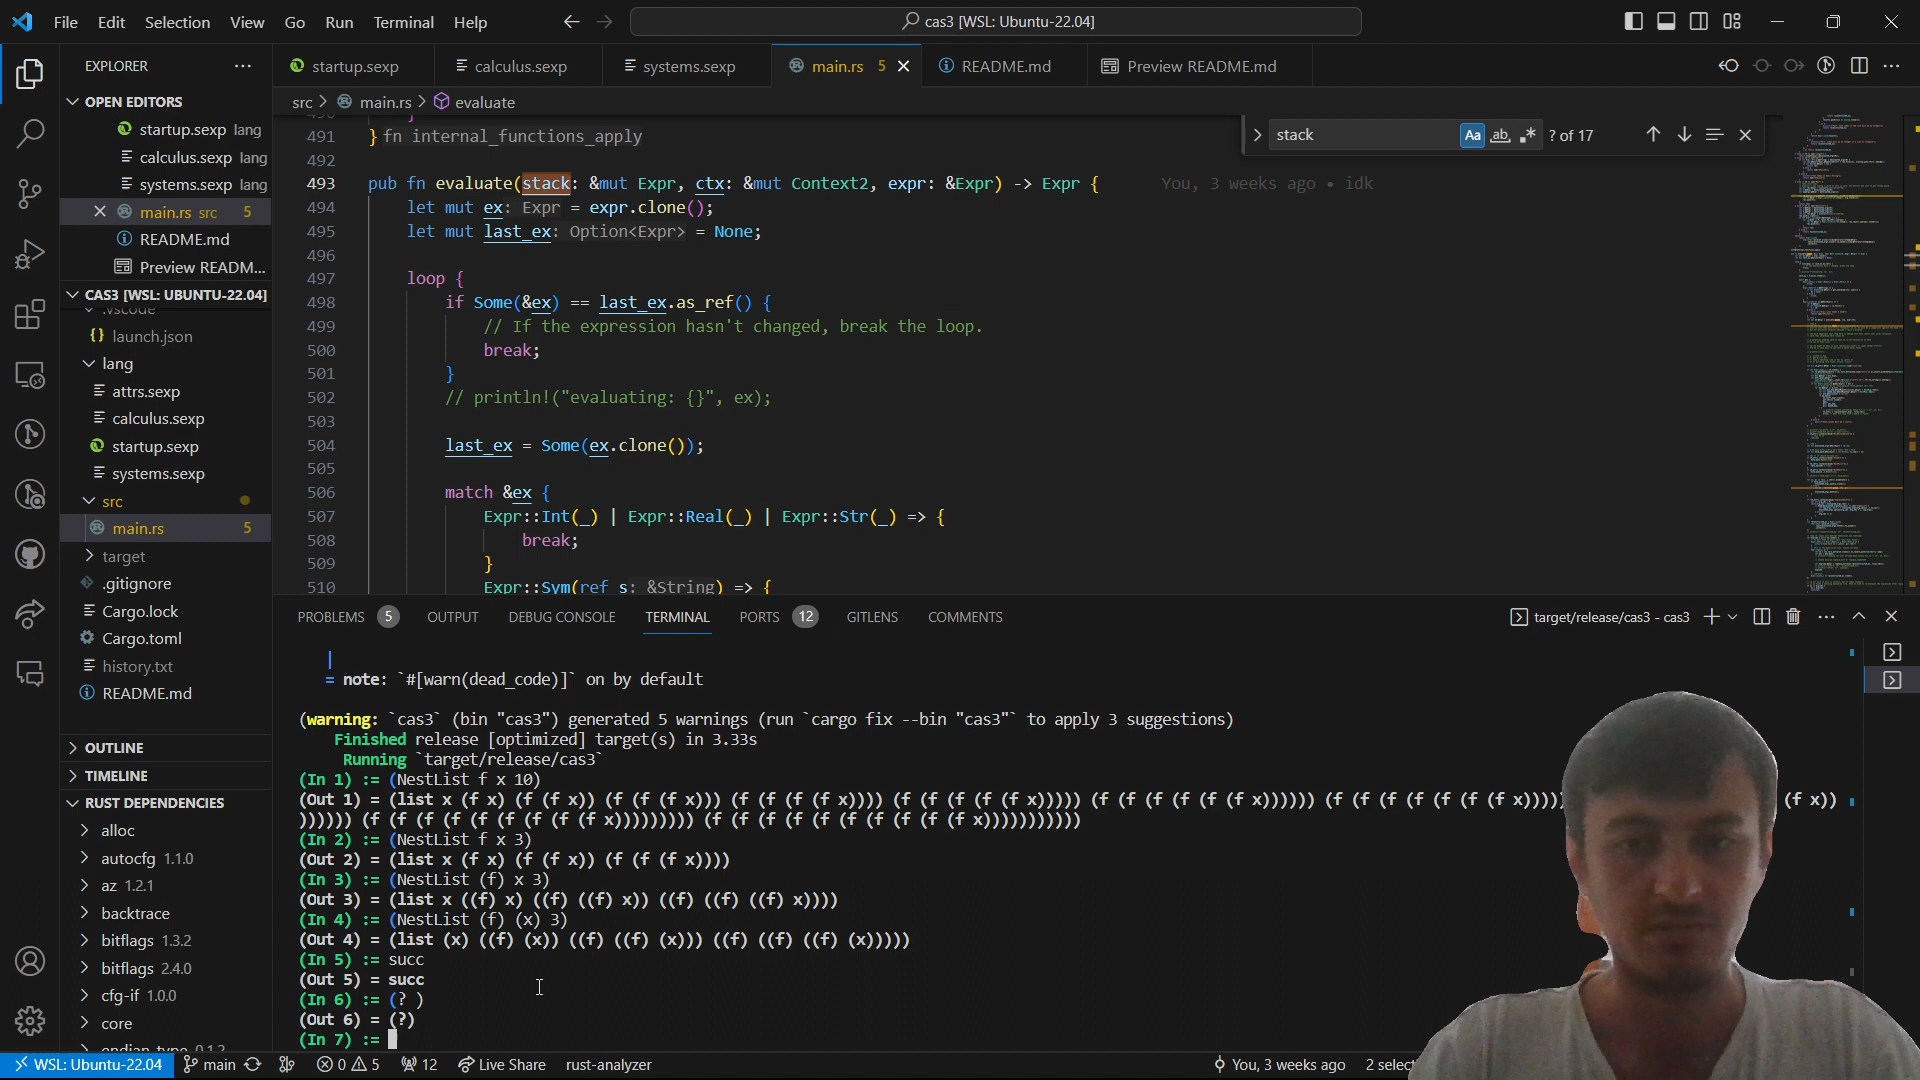 File Edit Selection View Go Run Terminal Help
cas3 [WSL: Ubuntu-22.04]
EXPLORER
OPEN EDITORS
startup.sexp lang
calculus.sexp lang
systems.sexp lang
main.rs src 5
README.md
Preview READM...
CAS3 [WSL: UBUNTU-22.04]
.vscode
launch.json
lang
attrs.sexp
calculus.sexp
startup.sexp
systems.sexp
src
main.rs 5
target
.gitignore
Cargo.lock
Cargo.toml
history.txt
README.md
OUTLINE
TIMELINE
RUST DEPENDENCIES
alloc
autocfg 1.1.0
az 1.2.1
backtrace
bitflags 1.3.2
bitflags 2.4.0
cfg-if 1.0.0
core
startup.sexp calculus.sexp systems.sexp main.rs 5 README.md Preview README.md
src > main.rs > evaluate
stack Aa ab ? of 17
491 } fn internal_functions_apply
492
493 pub fn evaluate(stack: &mut Expr, ctx: &mut Context2, expr: &Expr) -> Expr { You, 3 weeks ago • idk
494 let mut ex: Expr = expr.clone();
495 let mut last_ex: Option<Expr> = None;
496
497 loop {
498 if Some(&ex) == last_ex.as_ref() {
499 // If the expression hasn't changed, break the loop.
500 break;
501 }
502 // println!("evaluating: {}", ex);
503
504 last_ex = Some(ex.clone());
505
506 match &ex {
507 Expr::Int(_) | Expr::Real(_) | Expr::Str(_) => {
508 break;
509 }
510 Expr::Sym(ref s: &String) => {
PROBLEMS 5 OUTPUT DEBUG CONSOLE TERMINAL PORTS 12 GITLENS COMMENTS
target/release/cas3 - cas3
|
= note: `#[warn(dead_code)]` on by default
(warning: `cas3` (bin "cas3") generated 5 warnings (run `cargo fix --bin "cas3"` to apply 3 suggestions)
Finished release [optimized] target(s) in 3.33s
Running `target/release/cas3`
(In 1) := (NestList f x 10)
(Out 1) = (list x (f x) (f (f x)) (f (f (f x))) (f (f (f (f x)))) (f (f (f (f (f x))))) (f (f (f (f (f (f x)))))) (f (f (f (f (f (f (f x))))) (f x))
)))))) (f (f (f (f (f (f (f (f (f x))))))))) (f (f (f (f (f (f (f (f (f (f x)))))))))))
(In 2) := (NestList f x 3)
(Out 2) = (list x (f x) (f (f x)) (f (f (f x))))
(In 3) := (NestList (f) x 3)
(Out 3) = (list x ((f) x) ((f) ((f) x)) ((f) ((f) ((f) x))))
(In 4) := (NestList (f) (x) 3)
(Out 4) = (list (x) ((f) (x)) ((f) ((f) (x))) ((f) ((f) ((f) (x)))))
(In 5) := succ
(Out 5) = succ
(In 6) := (? )
(Out 6) = (?)
(In 7) :=
WSL: Ubuntu-22.04 main 0 5 12 Live Share rust-analyzer You, 3 weeks ago 2 selec